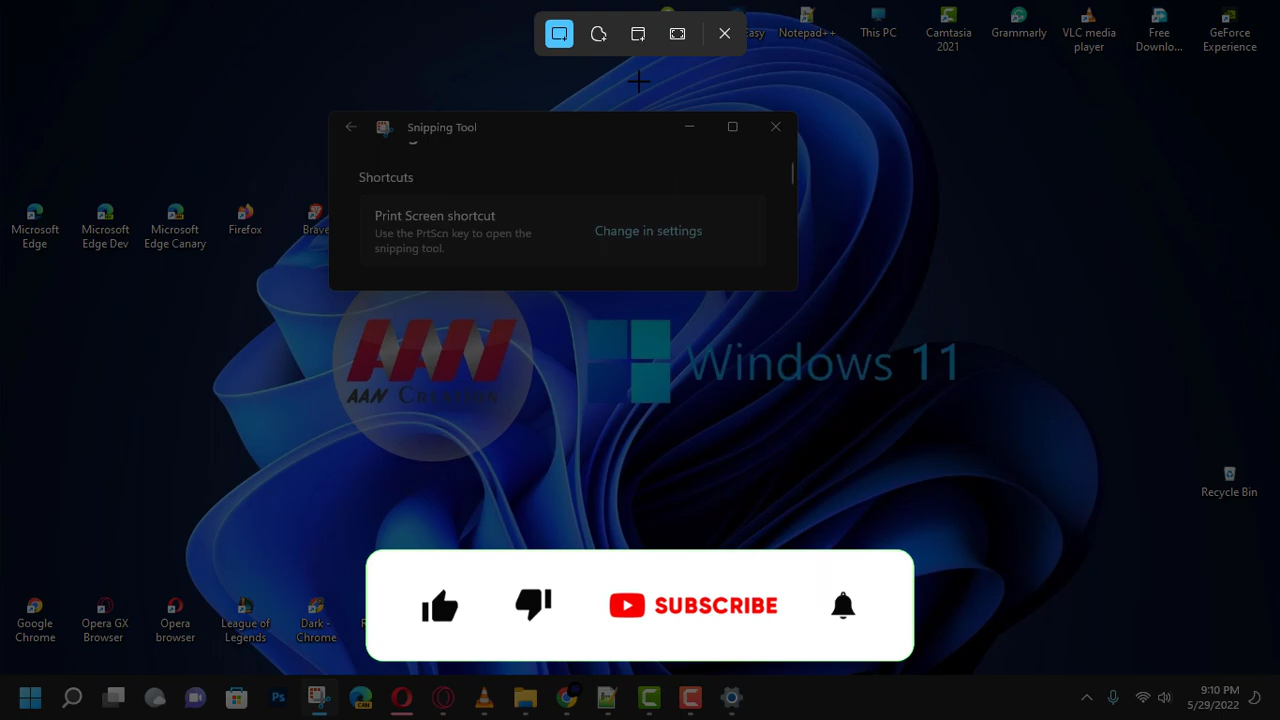 Easy
Notepad++
This PC
Camtasia
2021
Grammarly
VLC media
player
Free
Downlo...
GeForce
Experience
Snipping Tool
Shortcuts
Print Screen shortcut
Use the PrtScn key to open the
snipping tool.
Change in settings
Microsoft
Edge
Microsoft
Edge Dev
Microsoft
Edge Canary
Firefox
Brave
AAN
AAN CREATION
Windows 11
Recycle Bin
SUBSCRIBE
Google
Chrome
Opera GX
Browser
Opera
browser
League of
Legends
Dark -
Chrome
Ps
CAN
9:10 PM
5/29/2022